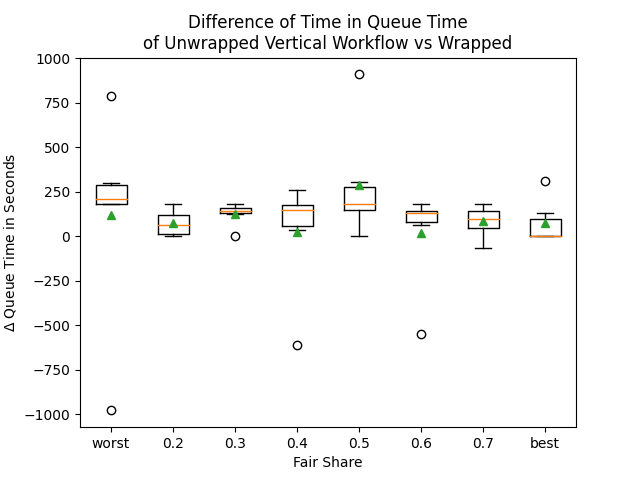 Difference of Time in Queue Time
of Unwrapped Vertical Workflow vs Wrapped
Δ Queue Time in Seconds
1000
750
500
250
0
−250
−500
−750
−1000
worst 0.2 0.3 0.4 0.5 0.6 0.7 best
Fair Share